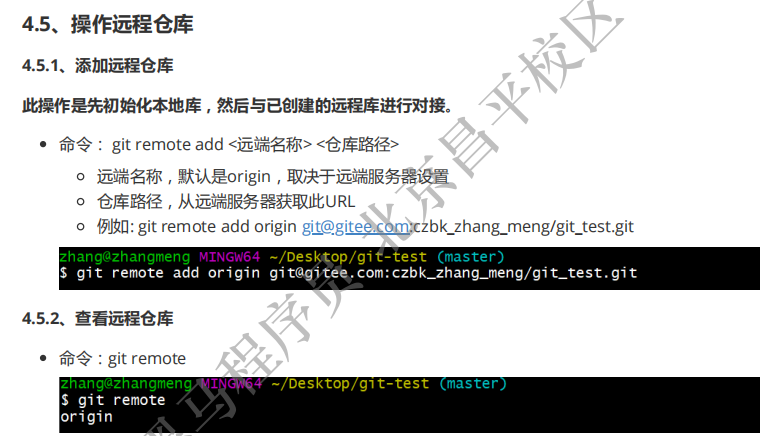 4.5、操作远程仓库
4.5.1、添加远程仓库
此操作是先初始化本地库，然后与已创建的远程库进行对接。
命令： git remote add <远端名称> <仓库路径>
远端名称，默认是origin，取决于远端服务器设置
仓库路径，从远端服务器获取此URL
例如: git remote add origin git@gitee.com:czbk_zhang_meng/git_test.git
zhang@zhangmeng MINGW64 ~/Desktop/git-test (master)
$ git remote add origin git@gitee.com:czbk_zhang_meng/git_test.git
4.5.2、查看远程仓库
命令：git remote
zhang@zhangmeng MINGW64 ~/Desktop/git-test (master)
$ git remote
origin
马程序员 北京昌平校区